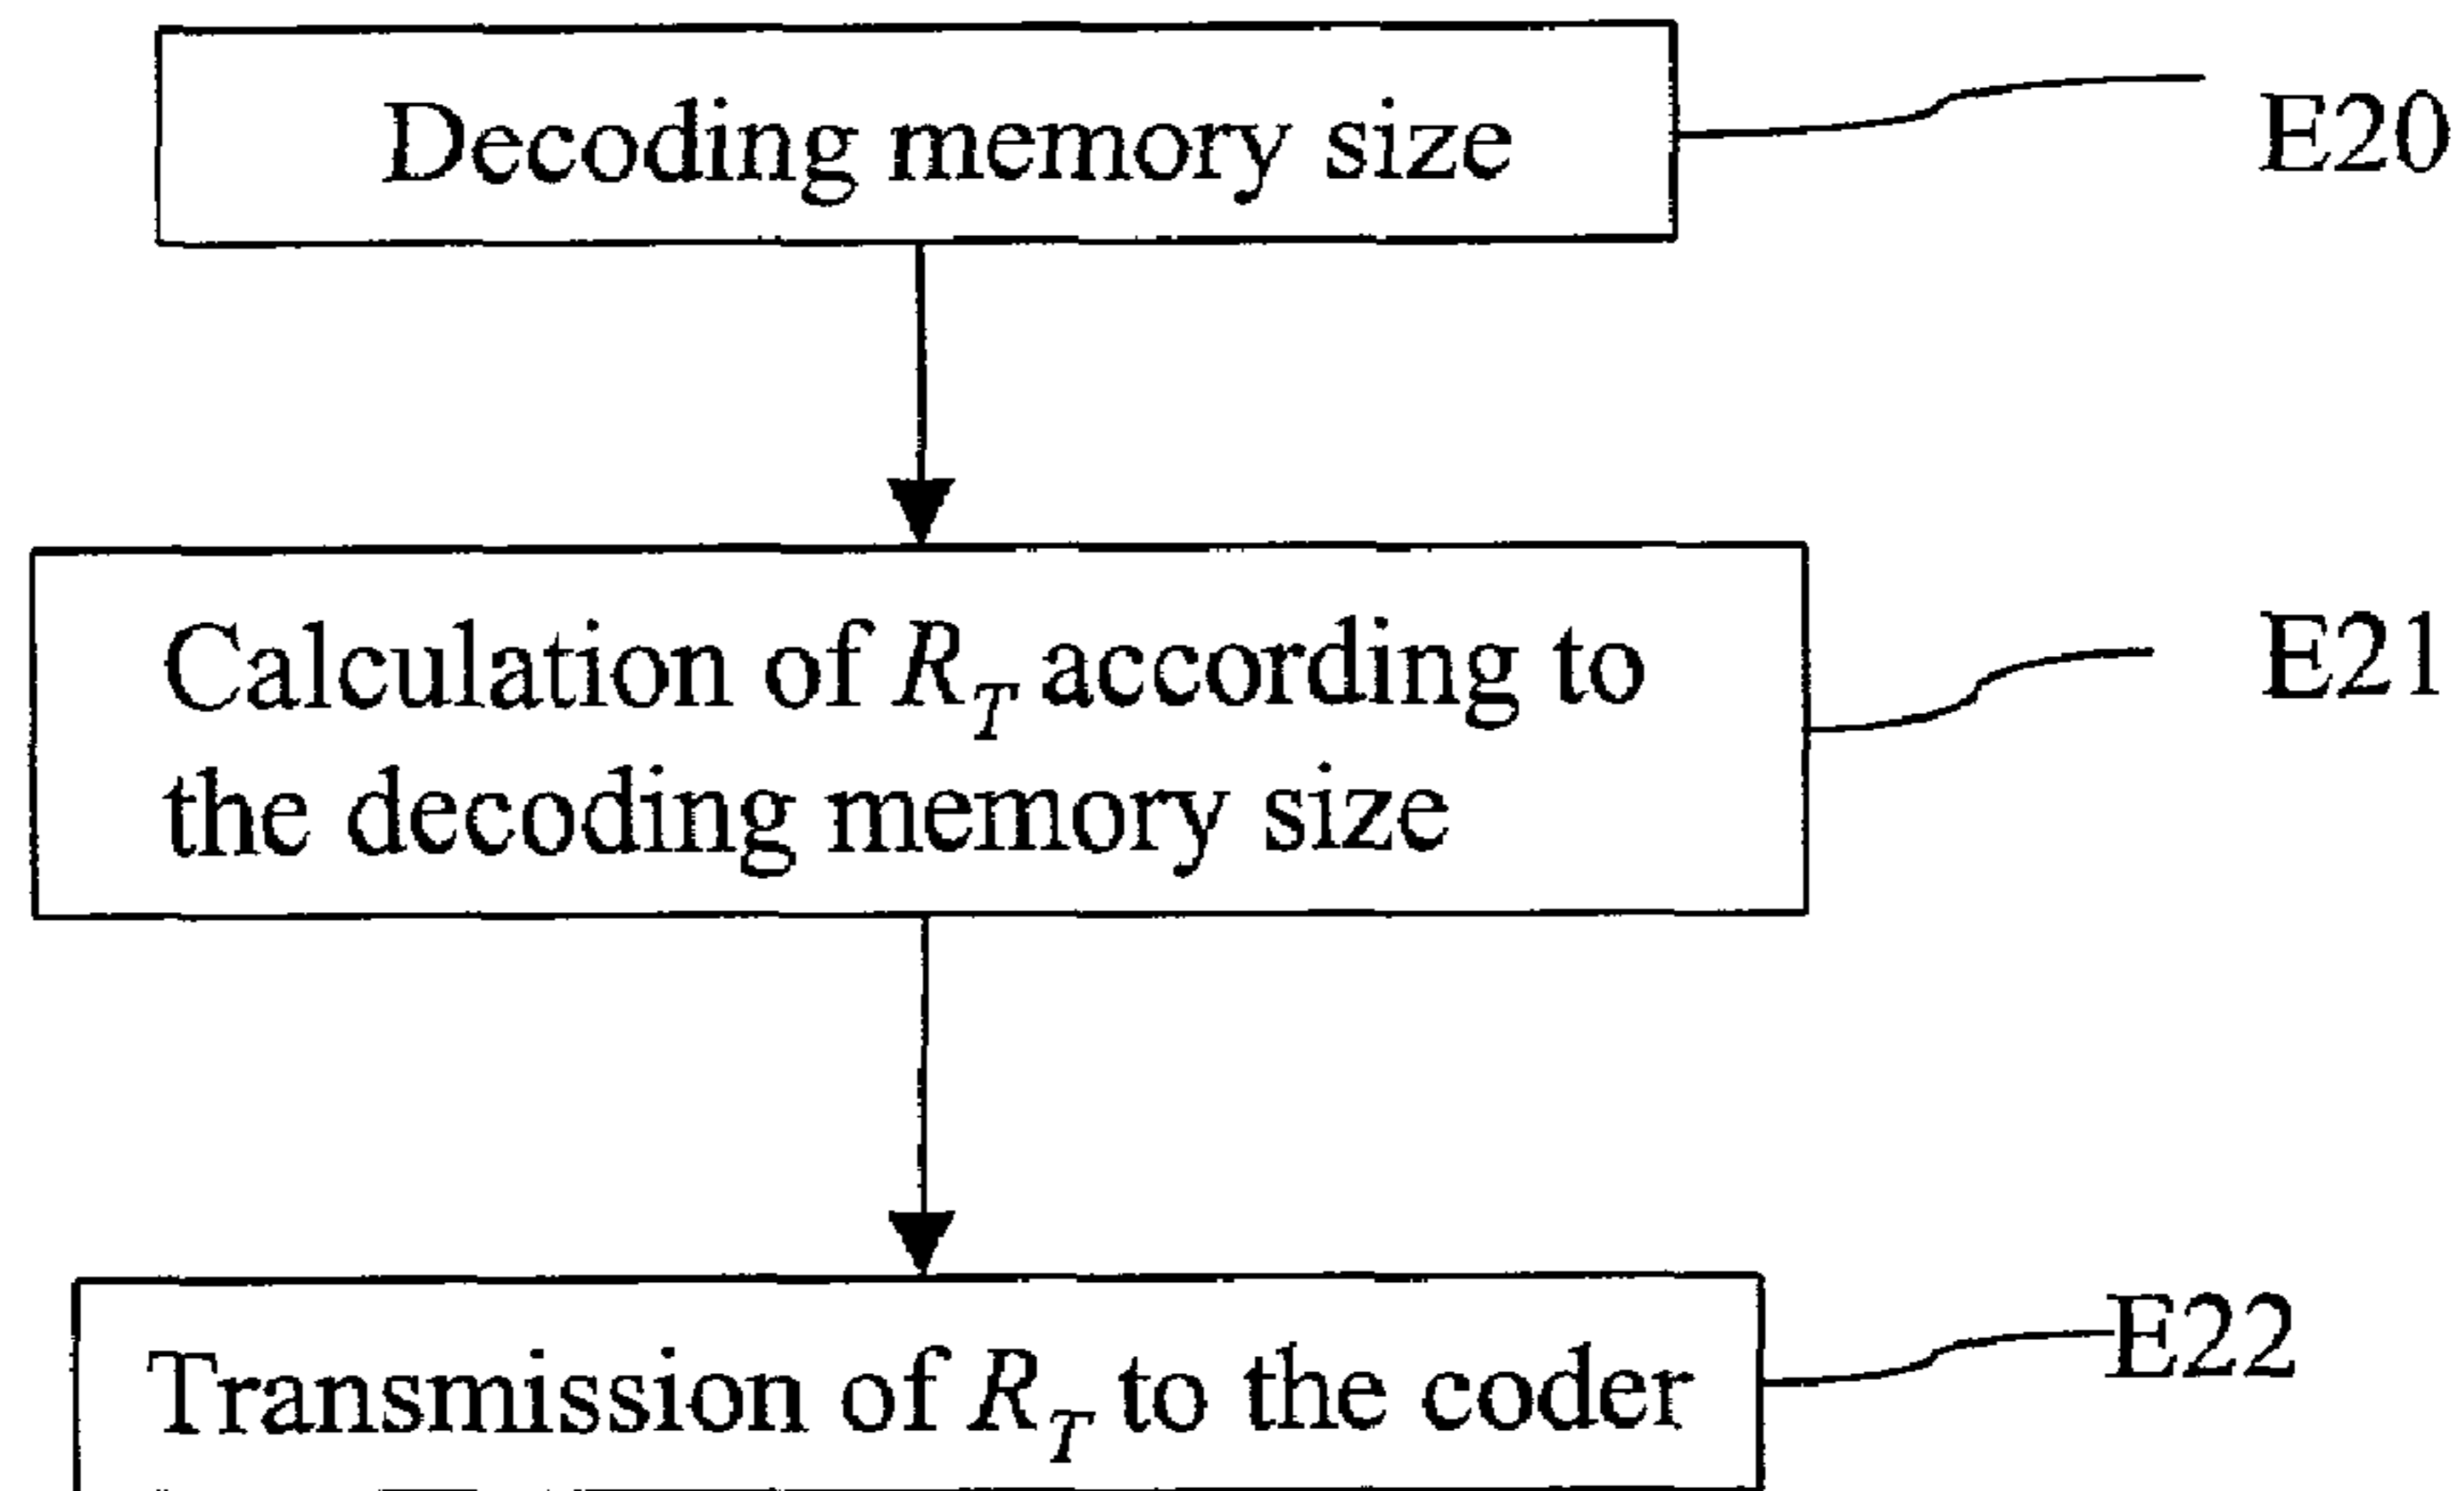 Decoding memory size
E20
Calculation of R_T according to
the decoding memory size
E21
Transmission of R_T to the coder
E22